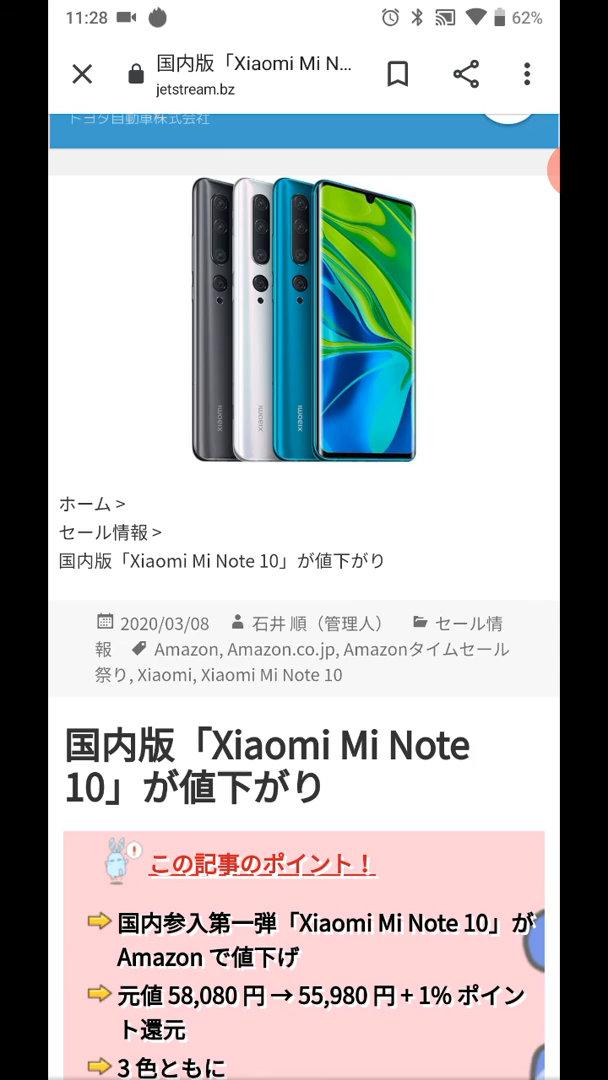 11:28
62%
国内版「Xiaomi Mi N...
jetstream.bz
トヨタ自動車株式会社
xiaomi
xiaomi
xiaomi
ホーム >
セール情報 >
国内版「Xiaomi Mi Note 10」が値下がり
2020/03/08 石井 順（管理人） セール情
報 Amazon, Amazon.co.jp, Amazonタイムセール
祭り, Xiaomi, Xiaomi Mi Note 10
国内版「Xiaomi Mi Note
10」が値下がり
この記事のポイント！
国内参入第一弾「Xiaomi Mi Note 10」が
Amazon で値下げ
元値 58,080 円 → 55,980 円 + 1% ポイン
ト還元
3 色ともに